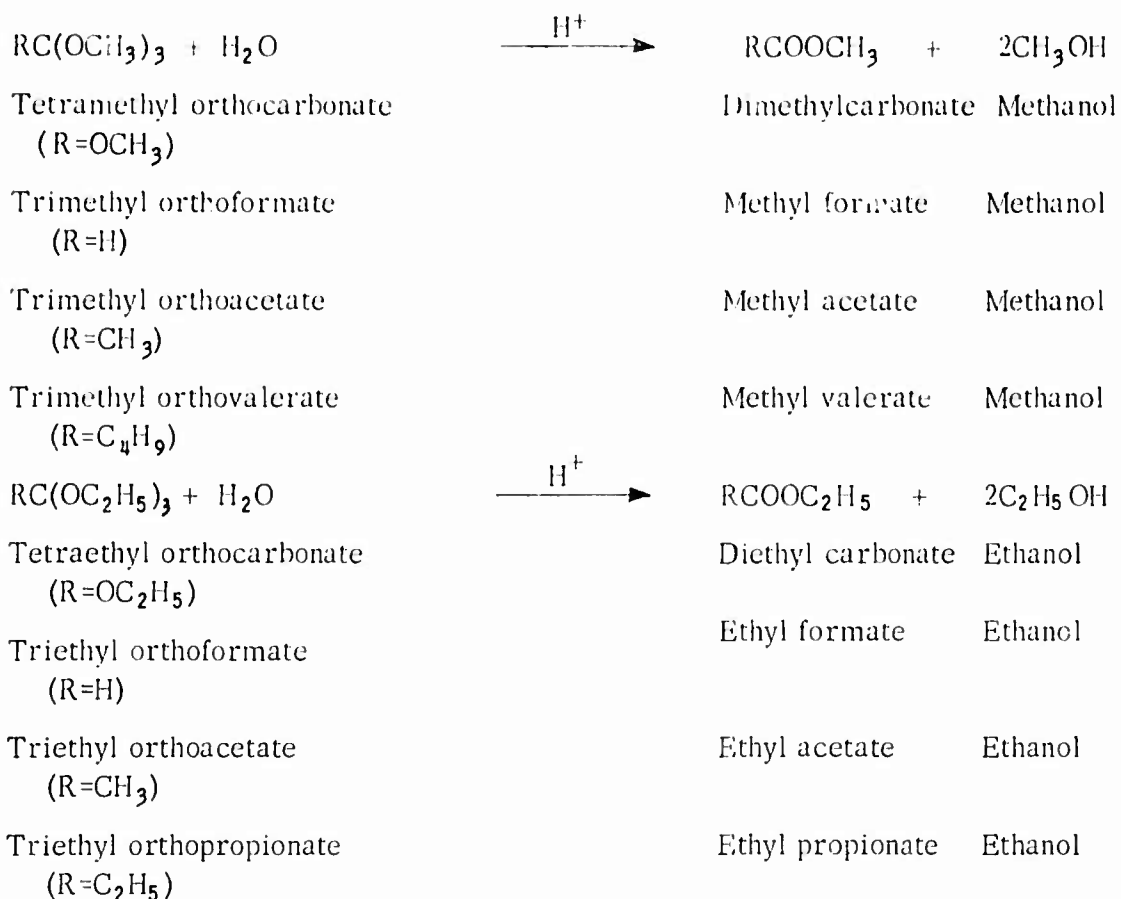 H+
RC(OCH₃)₃ + H₂O → RCOOCH₃ + 2CH₃OH
Tetramethyl orthocarbonate Dimethylcarbonate Methanol
(R=OCH₃)
Trimethyl orthoformate Methyl formate Methanol
(R=H)
Trimethyl orthoacetate Methyl acetate Methanol
(R=CH₃)
Trimethyl orthovalerate Methyl valerate Methanol
(R=C₄H₉)
H+
RC(OC₂H₅)₃ + H₂O → RCOOC₂H₅ + 2C₂H₅OH
Tetraethyl orthocarbonate Diethyl carbonate Ethanol
(R=OC₂H₅)
Triethyl orthoformate Ethyl formate Ethanol
(R=H)
Triethyl orthoacetate Ethyl acetate Ethanol
(R=CH₃)
Triethyl orthopropionate Ethyl propionate Ethanol
(R=C₂H₅)